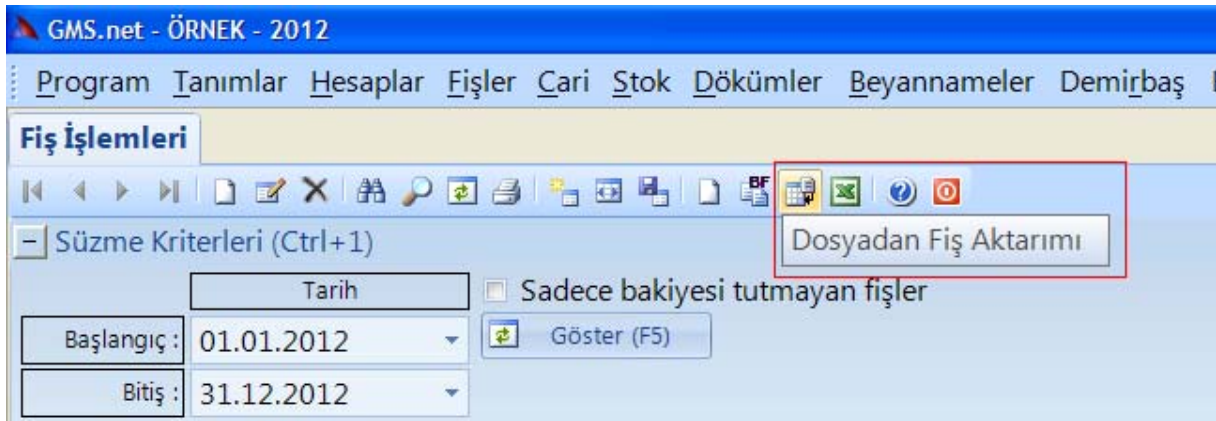 GMS.net - ÖRNEK - 2012
Program Tanımlar Hesaplar Fişler Cari Stok Dökümler Beyannameler Demirbaş
Fiş İşlemleri
BF
Dosyadan Fiş Aktarımı
Süzme Kriterleri (Ctrl+1)
Tarih
Sadece bakiyesi tutmayan fişler
Başlangıç : 01.01.2012
Göster (F5)
Bitiş : 31.12.2012